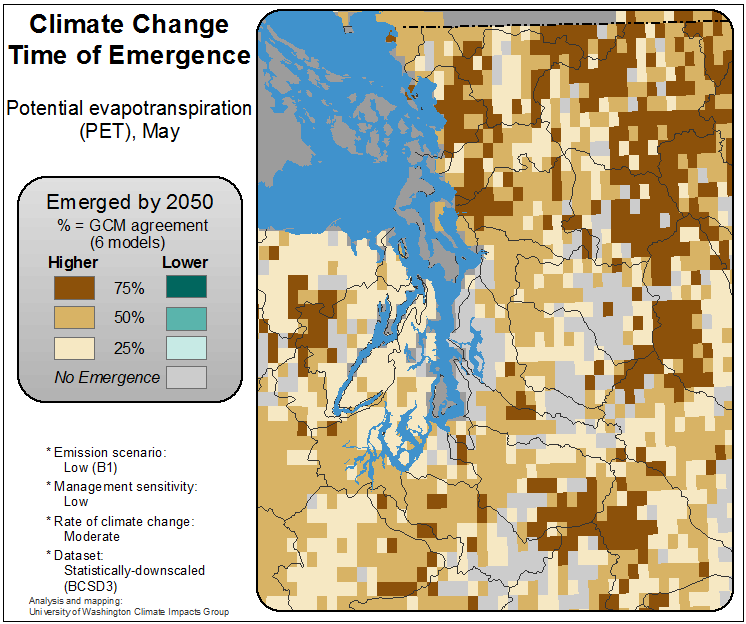 Climate Change
Time of Emergence
Potential evapotranspiration
(PET), May
Emerged by 2050
% = GCM agreement
(6 models)
Higher Lower
75%
50%
25%
No Emergence
* Emission scenario:
Low (B1)
* Management sensitivity:
Low
* Rate of climate change:
Moderate
* Dataset:
Statistically-downscaled
(BCSD3)
Analysis and mapping:
University of Washington Climate Impacts Group